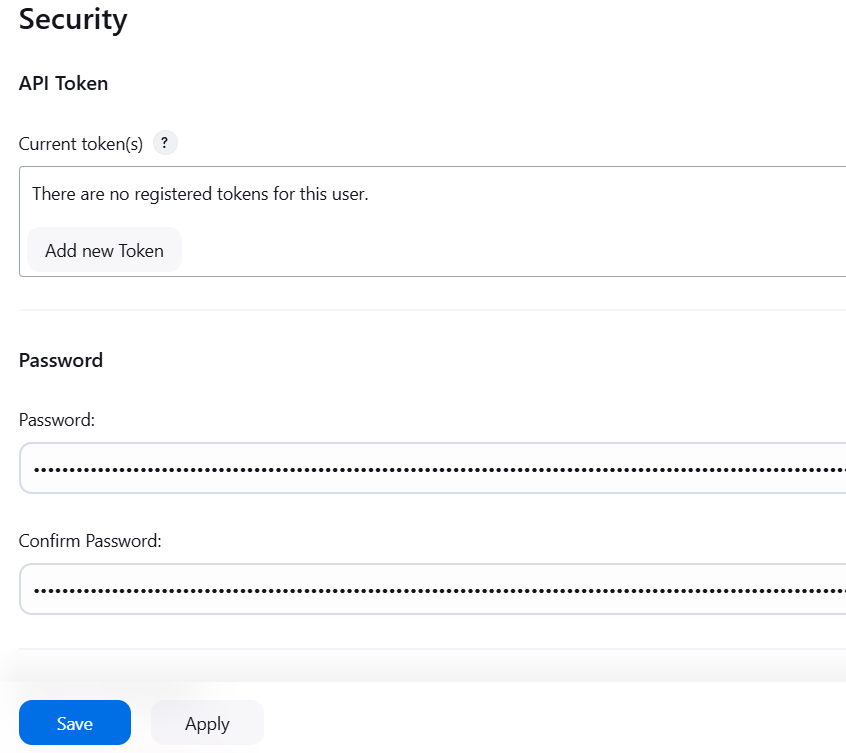 Security
API Token
Current token(s) ?
There are no registered tokens for this user.
Add new Token
Password
Password:
Confirm Password:
Save Apply